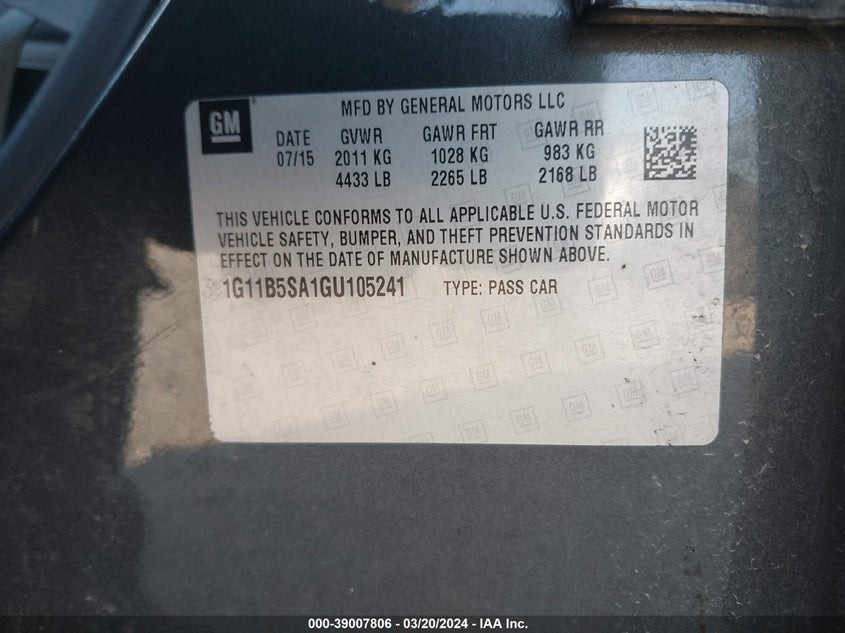 GM
MFD BY GENERAL MOTORS LLC
DATE GVWR GAWR FRT GAWR RR
07/15 2011 KG 1028 KG 983 KG
4433 LB 2265 LB 2168 LB
THIS VEHICLE CONFORMS TO ALL APPLICABLE U.S. FEDERAL MOTOR
VEHICLE SAFETY, BUMPER, AND THEFT PREVENTION STANDARDS IN
EFFECT ON THE DATE OF MANUFACTURE SHOWN ABOVE.
1G11B5SA1GU105241 TYPE: PASS CAR
000-39007806 - 03/20/2024 - IAA Inc.